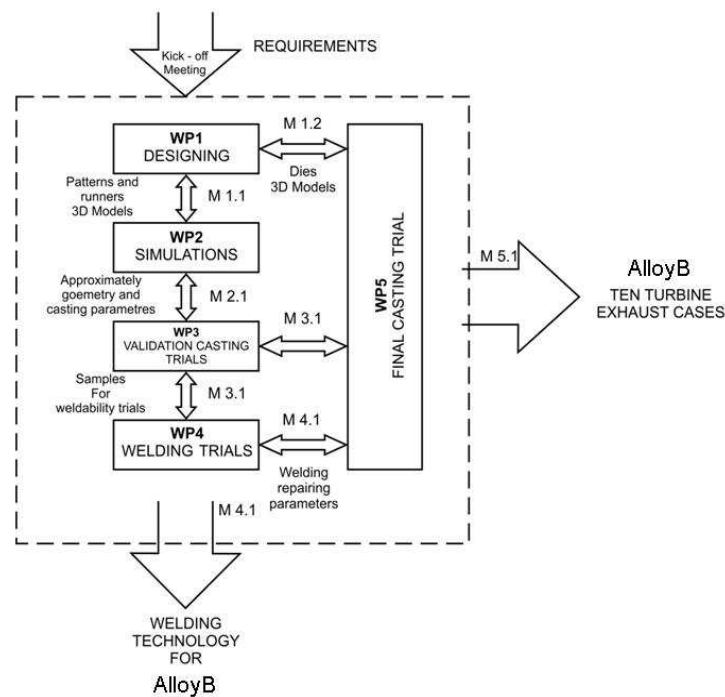 Kick - off
Meeting
REQUIREMENTS
WP1
DESIGNING
M 1.2
Dies
3D Models
Patterns and
runners
3D Models
M 1.1
WP2
SIMULATIONS
Approximately
goemetry and
casting parametres
M 2.1
WP3
VALIDATION CASTING
TRIALS
M 3.1
Samples
For
weldability trials
M 3.1
WP4
WELDING TRIALS
M 4.1
Welding
repairing
parameters
WP5
FINAL CASTING TRIAL
M 5.1
AlloyB
TEN TURBINE
EXHAUST CASES
M 4.1
WELDING
TECHNOLOGY
FOR
AlloyB